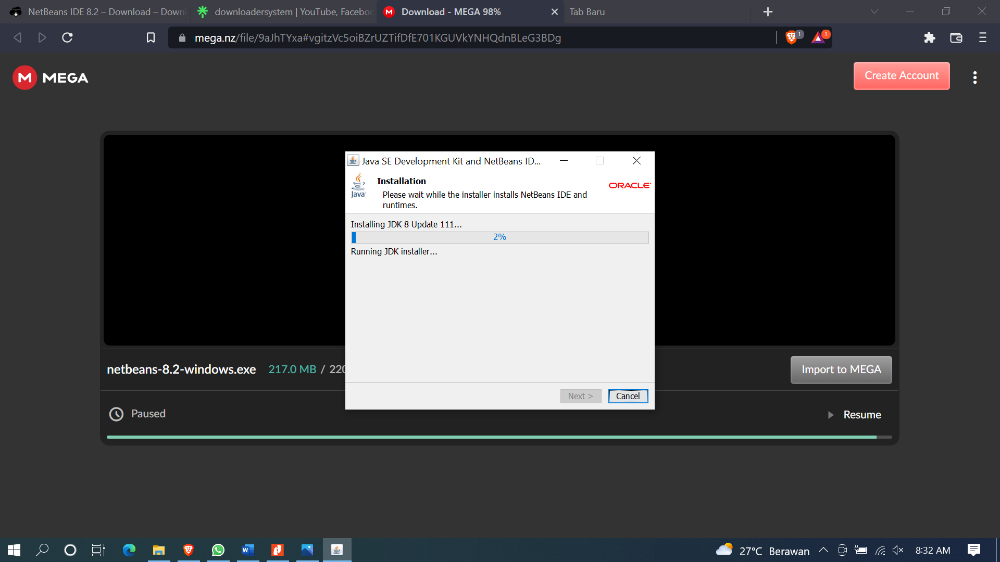 NetBeans IDE 8.2 – Download – Down
downloadersystem | YouTube, Faceboo
Download - MEGA 98%
Tab Baru
mega.nz/file/9aJhTYxa#vgitzVc5oiBZrUZTifDfE701KGUVkYNHQdnBLeG3BDg
1
1
MEGA
Create Account
Java SE Development Kit and NetBeans ID...
Java
Installation
ORACLE
Please wait while the installer installs NetBeans IDE and
runtimes.
Installing JDK 8 Update 111...
2%
Running JDK installer...
netbeans-8.2-windows.exe 217.0 MB / 220
Import to MEGA
Next >
Cancel
Paused
Resume
27°C Berawan
8:32 AM